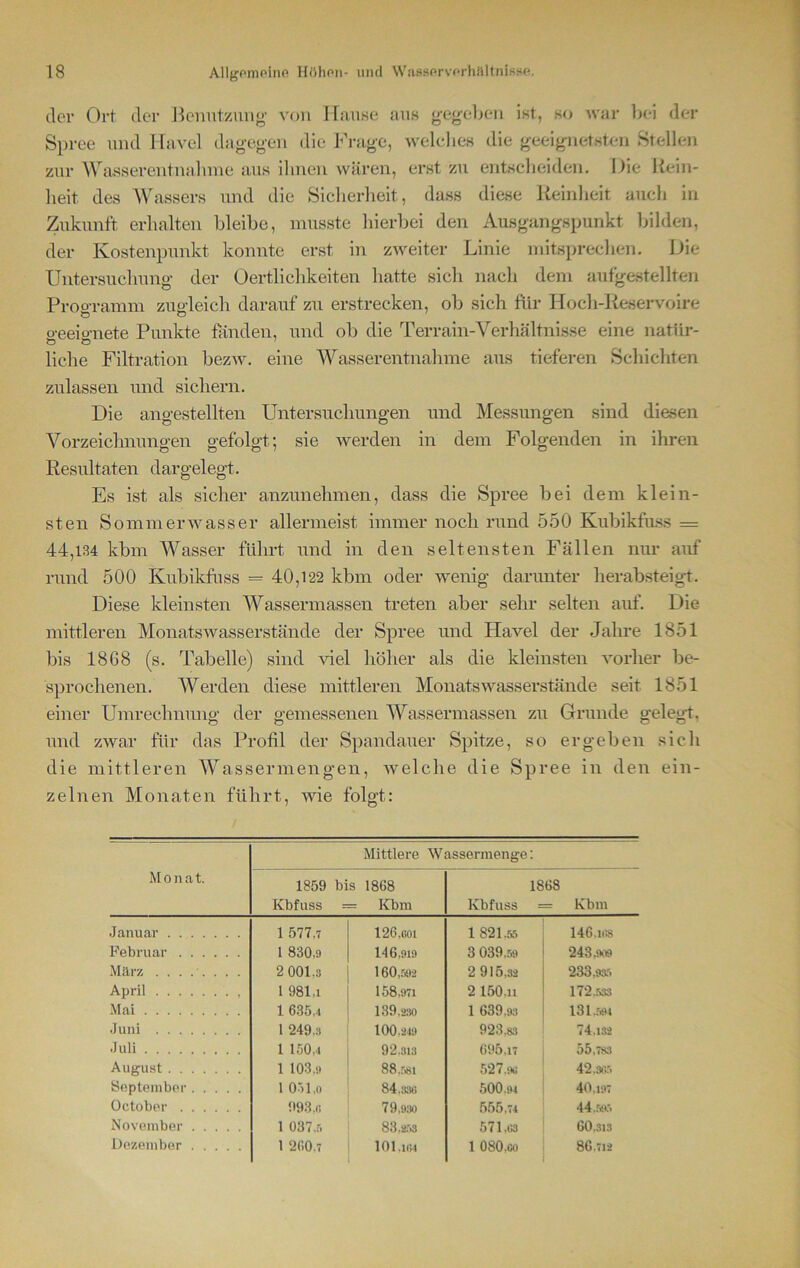 18 Allgemeine Höhen- und Wasserverhältnisse.
der Ort der Benutzung von Hause aus gegeben ist, so war bei der
Spree und Havel dagegen die Frage, welches die geeignetsten Stellen
zur Wasserentnahme aus ihnen wären, erst zu entscheiden. Die Rein-
heit des Wassers und die Sicherheit, dass diese Reinheit auch in
Zukunft erhalten bleibe, musste hierbei den Ausgangspunkt bilden,
der Kostenpunkt konnte erst in zweiter Linie mitsprechen. Die
Untersuchung der Oertlichkeiten hatte sich nach dem aufgestellten
Programm zugleich darauf zu erstrecken, ob sich für Hoch-Reservoire
geeignete Punkte fänden, und ob die Terrain-Verhältnisse eine natür-
liche Filtration bezw. eine Wasserentnahme aus tieferen Schichten
zulassen und sichern.
Die angestellten Untersuchungen und Messungen sind diesen
Vorzeichnungen gefolgt; sie werden in dem Folgenden in ihren
Resultaten dargelegt.
Es ist als sicher anzunehmen, dass die Spree bei dem klein-
sten Sommerwasser allermeist immer noch rund 550 Kubikfuss =
44,134 kbm Wasser führt und in den seltensten Fällen nur auf
rund 500 Kubikfuss = 40,122 kbm oder wenig darunter herabsteigt.
Diese kleinsten Wassermassen treten aber sehr selten auf. Die
mittleren Monatswasserstände der Spree und Havel der Jahre 1851
bis 1868 (s. Tabelle) sind viel höher als die kleinsten vorher be-
sprochenen. Werden diese mittleren Monatswasserstände seit 1851
einer Umrechnung der gemessenen Wassermassen zu Grunde gelegt,
und zwar für das Profil der Spandauer Spitze, so ergeben sich
die mittleren Wassermengen, welche die Spree in den ein-
zelnen Monaten führt, wie folgt:
Mittlere Wassermenge:
Monat. 1859 bis 1868 1868
Kbfuss = Kbm Kbfuss = Kbm
Januar . . . . . . . 1 577,7 126,601 1 821,55 146,168
Februar . . . . . . 1 830,9 146,919 3 039,59 243,909
März . . . . . . . . 2 001,3 160,592 2 915,32 233,935
April . . . . . . . . 1 981,1 158,971 2 150,11 172,533
Mai . . . . . . . . . 1 635,4 139,230 1 639,93 131,594
Juni . . . . . . . . 1 249,3 100,249 923,83 74,132
Juli . . . . . . . . . 1 150,4 92,313 695,17 55,783
August . . . . . . . 1 103,9 88,581 527,96 42,365
September . . . . . 1 051,0 84,336 500,94 40,197
October . . . . . . 993,6 79,930 555,74 44,595
November . . . . . 1 037,5 83,253 571,63 60,313
Dezember . . . . . 1 260,7 101,164 1 080,60 86,712